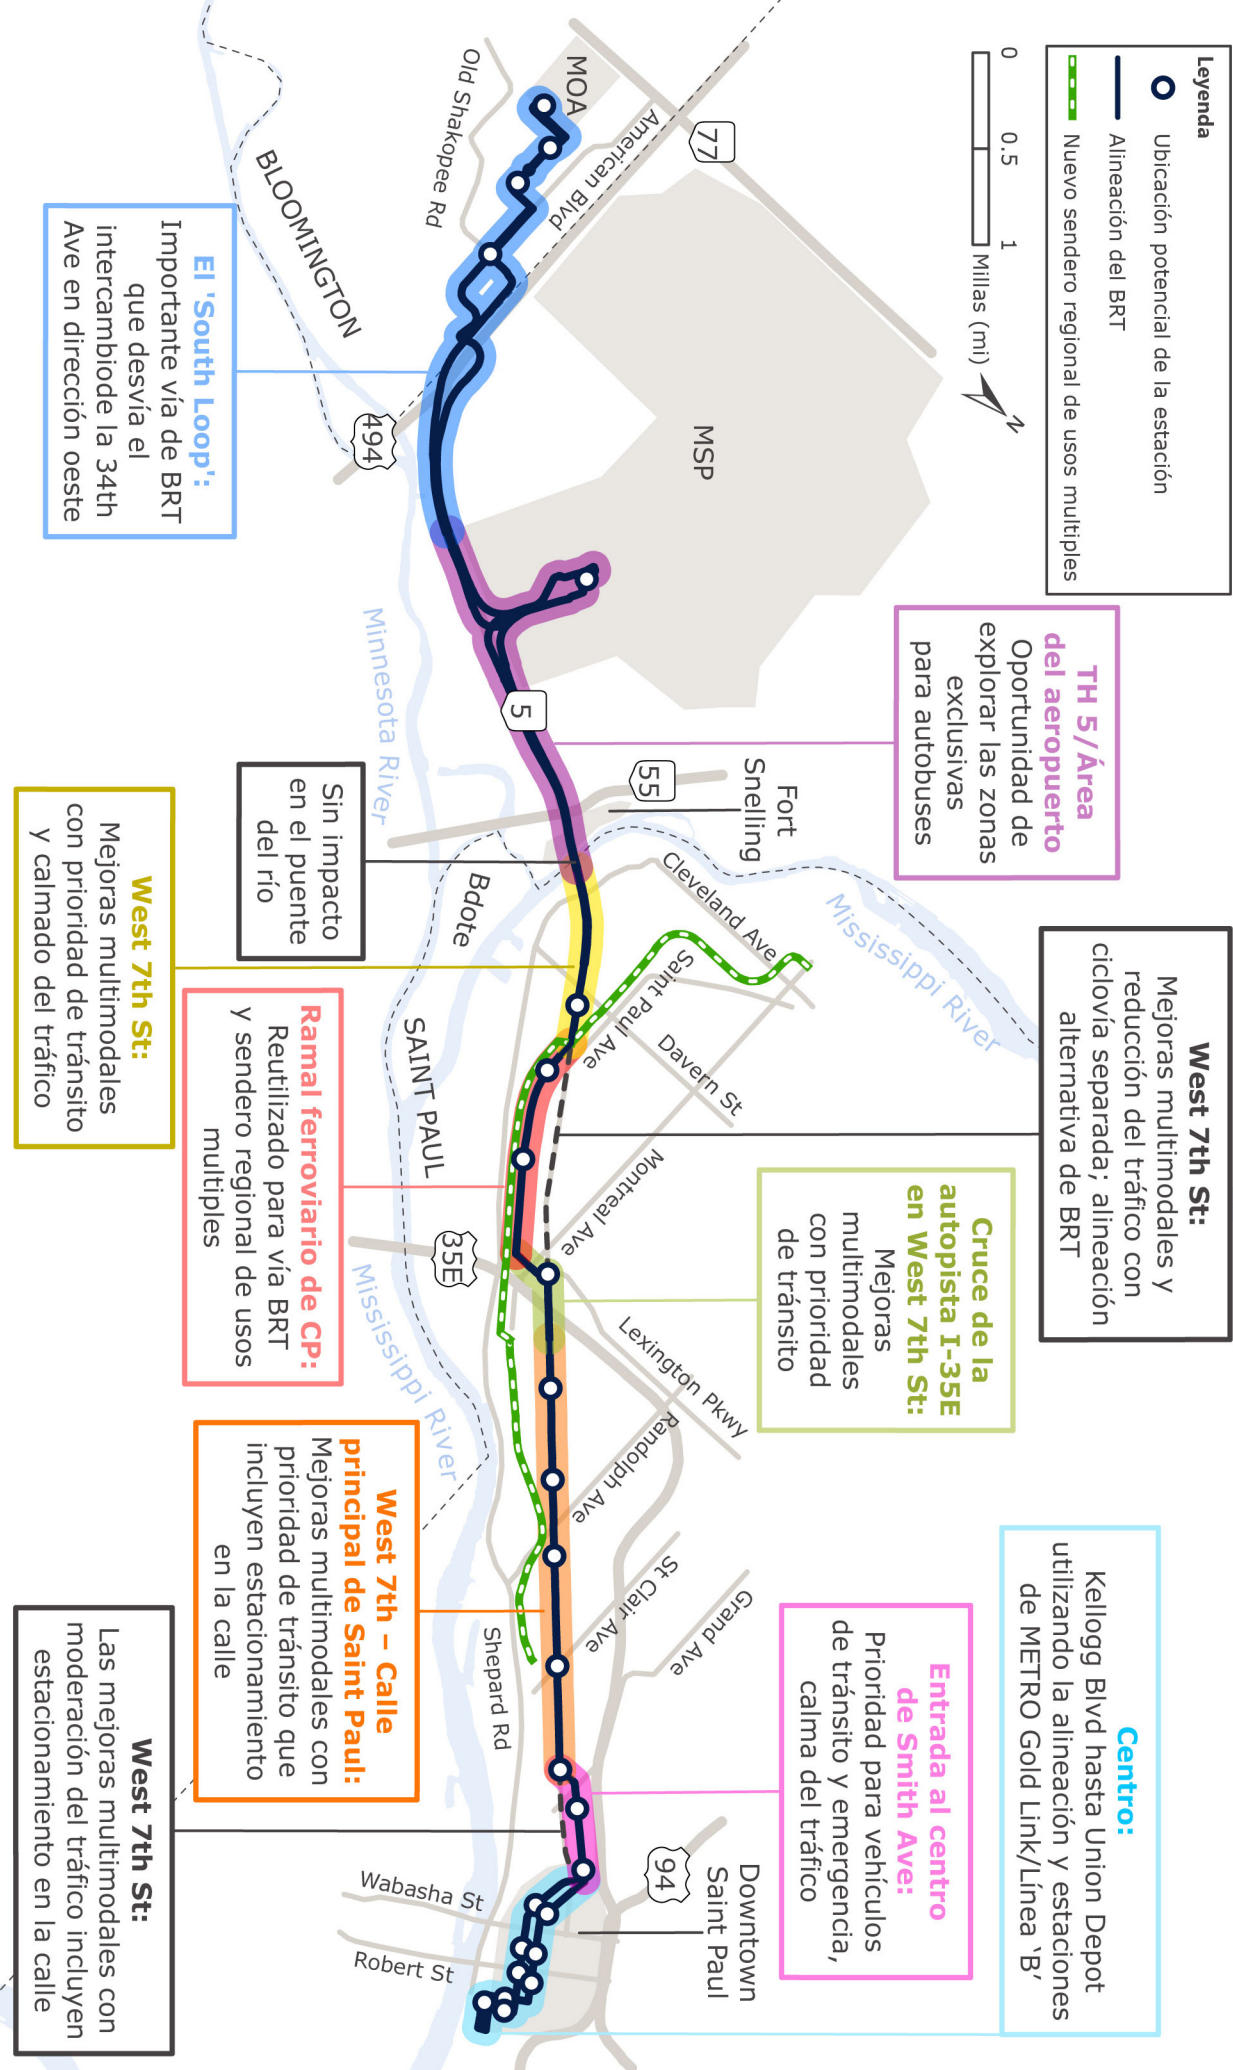 Leyenda
Ubicación potencial de la estación
Alineación del BRT
Nuevo sendero regional de usos multiples
0
0.5
1
Millas (mi)
N
MOA
Old Shakopee Rd
American Blvd
77
BLOOMINGTON
MSP
494
El 'South Loop':
Importante vía de BRT
que desvía el
intercambiode la 34th
Ave en dirección oeste
TH 5/Área
del aeropuerto
Oportunidad de
explorar las zonas
exclusivas
para autobuses
5
55
Fort
Snelling
Minnesota River
Sin impacto
en el puente
del río
Bdote
West 7th St:
Mejoras multimodales
con prioridad de tránsito
y calmado del tráfico
Cleveland Ave
Mississippi River
Saint Paul Ave
Davern St
Montreal Ave
SAINT PAUL
West 7th St:
Mejoras multimodales y
reducción del tráfico con
ciclovía separada; alineación
alternativa de BRT
Ramal ferroviario de CP:
Reutilizado para vía BRT
y sendero regional de usos
multiples
Cruce de la
autopista I-35E
en West 7th St:
Mejoras
multimodales
con prioridad
de tránsito
35E
Mississippi River
Lexington Pkwy
Randolph Ave
St Clair Ave
Grand Ave
Shepard Rd
West 7th – Calle
principal de Saint Paul:
Mejoras multimodales con
prioridad de tránsito que
incluyen estacionamiento
en la calle
Entrada al centro
de Smith Ave:
Prioridad para vehículos
de tránsito y emergencia,
calma del tráfico
Centro:
Kellogg Blvd hasta Union Depot
utilizando la alineación y estaciones
de METRO Gold Link/Línea ‘B’
94
Downtown
Saint Paul
Wabasha St
Robert St
West 7th St:
Las mejoras multimodales con
moderación del tráfico incluyen
estacionamiento en la calle